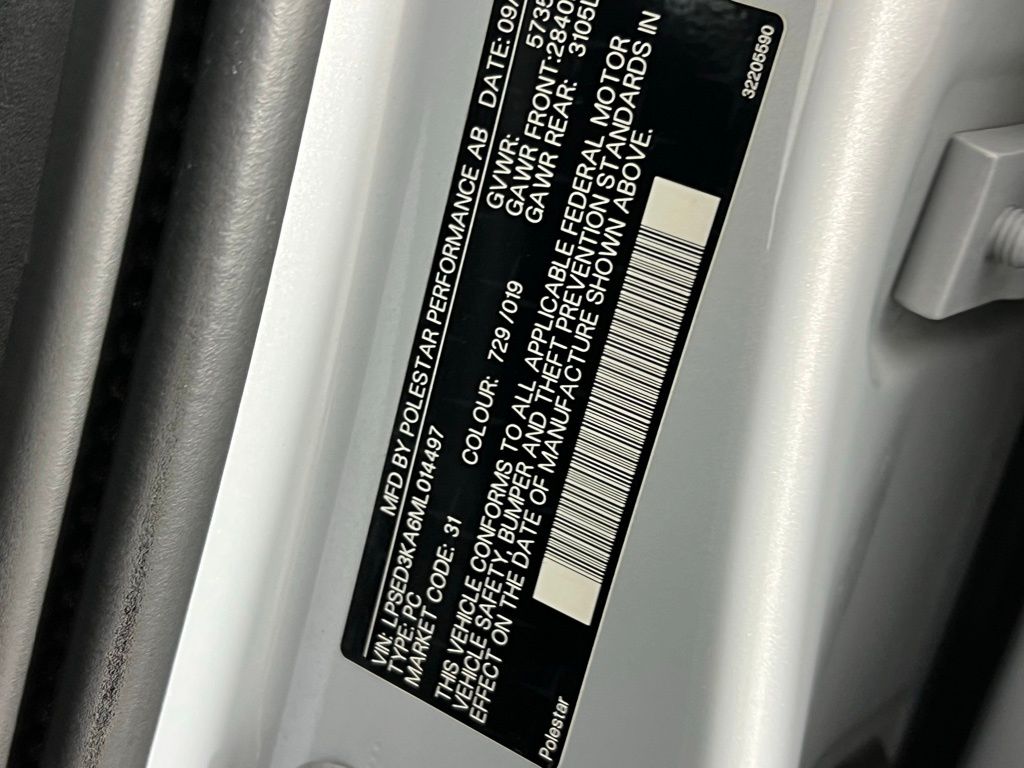 MFD BY POLESTAR PERFORMANCE AB DATE: 09/
VIN: LPSED3KA6ML014497
TYPE: PC
MARKET CODE: 31 COLOUR: 729 /019
GVWR: 5735
GAWR FRONT: 2840
GAWR REAR: 3105L
THIS VEHICLE CONFORMS TO ALL APPLICABLE FEDERAL MOTOR
VEHICLE SAFETY, BUMPER AND THEFT PREVENTION STANDARDS IN
EFFECT ON THE DATE OF MANUFACTURE SHOWN ABOVE.
Polestar
32205590